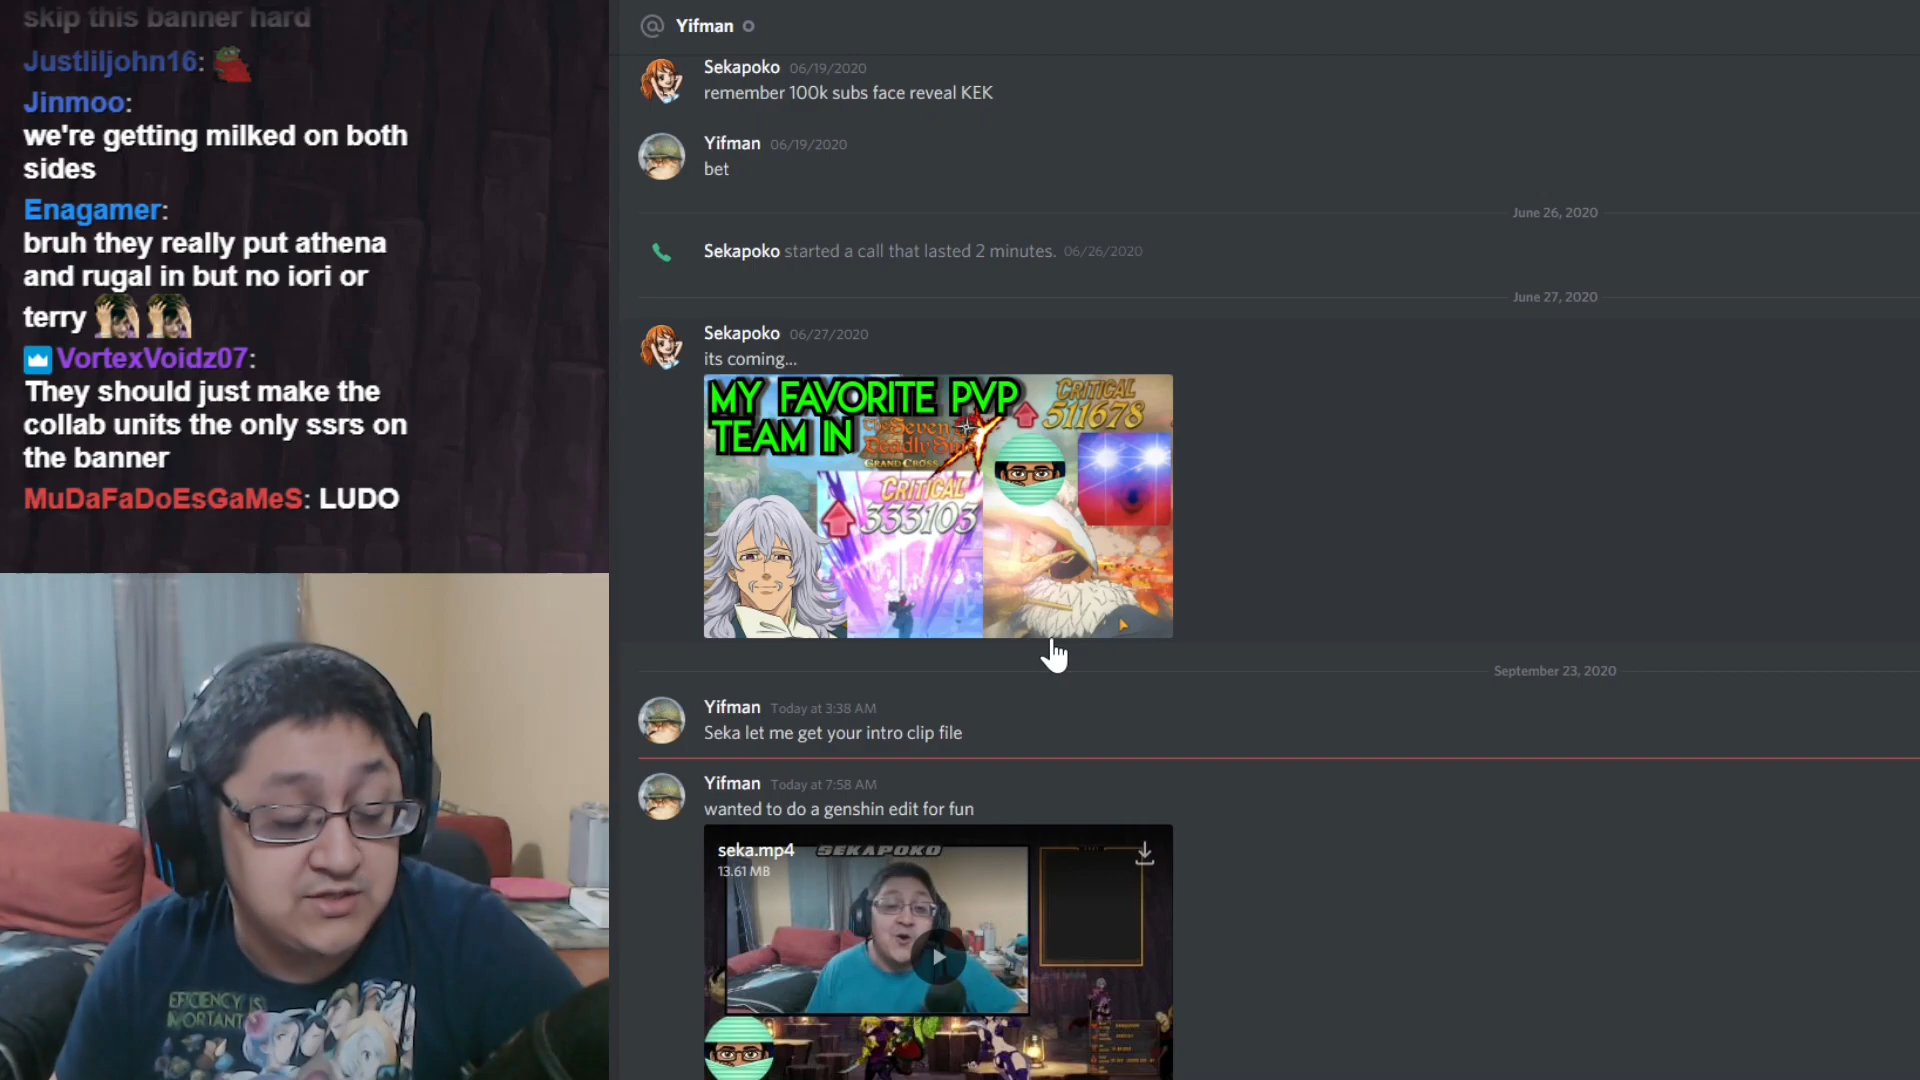 skip this banner hard
Justliljohn16:
Jinmoo:
we're getting milked on both
sides
Enagamer:
bruh they really put athena
and rugal in but no iori or
terry
VortexVoidz07:
They should just make the
collab units the only ssrs on
the banner
MuDaFaDoEsGaMeS: LUDO
EFFICIENCY IS
IMPORTANT
@ Yifman
Sekapoko 06/19/2020
remember 100k subs face reveal KEK
Yifman 06/19/2020
bet
June 26, 2020
Sekapoko started a call that lasted 2 minutes. 06/26/2020
June 27, 2020
Sekapoko 06/27/2020
its coming...
MY FAVORITE PVP
TEAM IN
The Seven
Deadly Sins
GRAND CROSS
CRITICAL
511678
CRITICAL
333103
September 23, 2020
Yifman Today at 3:38 AM
Seka let me get your intro clip file
Yifman Today at 7:58 AM
wanted to do a genshin edit for fun
seka.mp4
13.61 MB
SEKAPOKO